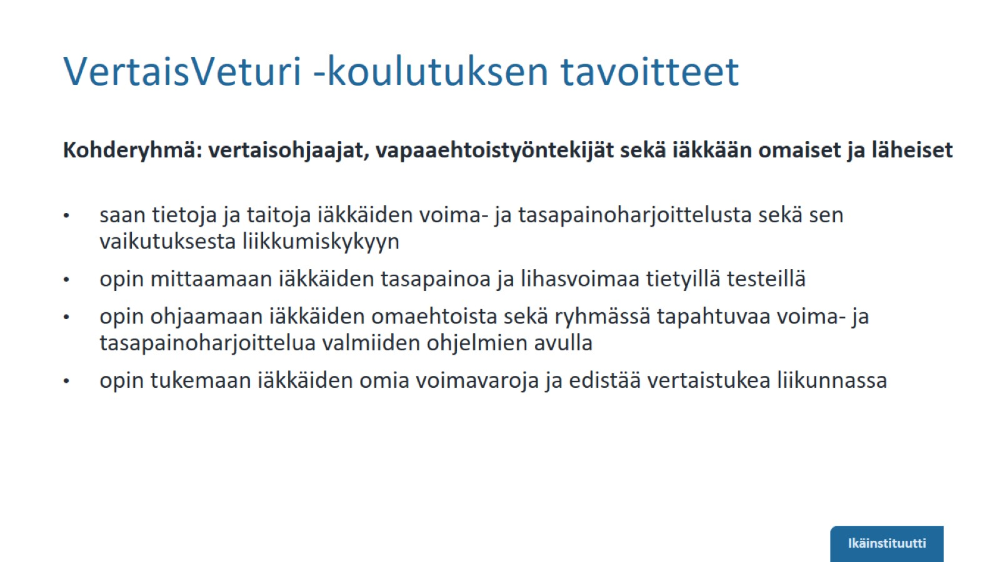 VertaisVeturi -koulutuksen tavoitteet
Kohderyhmä: vertaisohjaajat, vapaaehtoistyöntekijät sekä iäkkään omaiset ja läheiset
• saan tietoja ja taitoja iäkkäiden voima- ja tasapainoharjoittelusta sekä sen
vaikutuksesta liikkumiskykyyn
• opin mittaamaan iäkkäiden tasapainoa ja lihasvoimaa tietyillä testeillä
• opin ohjaamaan iäkkäiden omaehtoista sekä ryhmässä tapahtuvaa voima- ja
tasapainoharjoittelua valmiiden ohjelmien avulla
• opin tukemaan iäkkäiden omia voimavaroja ja edistää vertaistukea liikunnassa
Ikäinstituutti